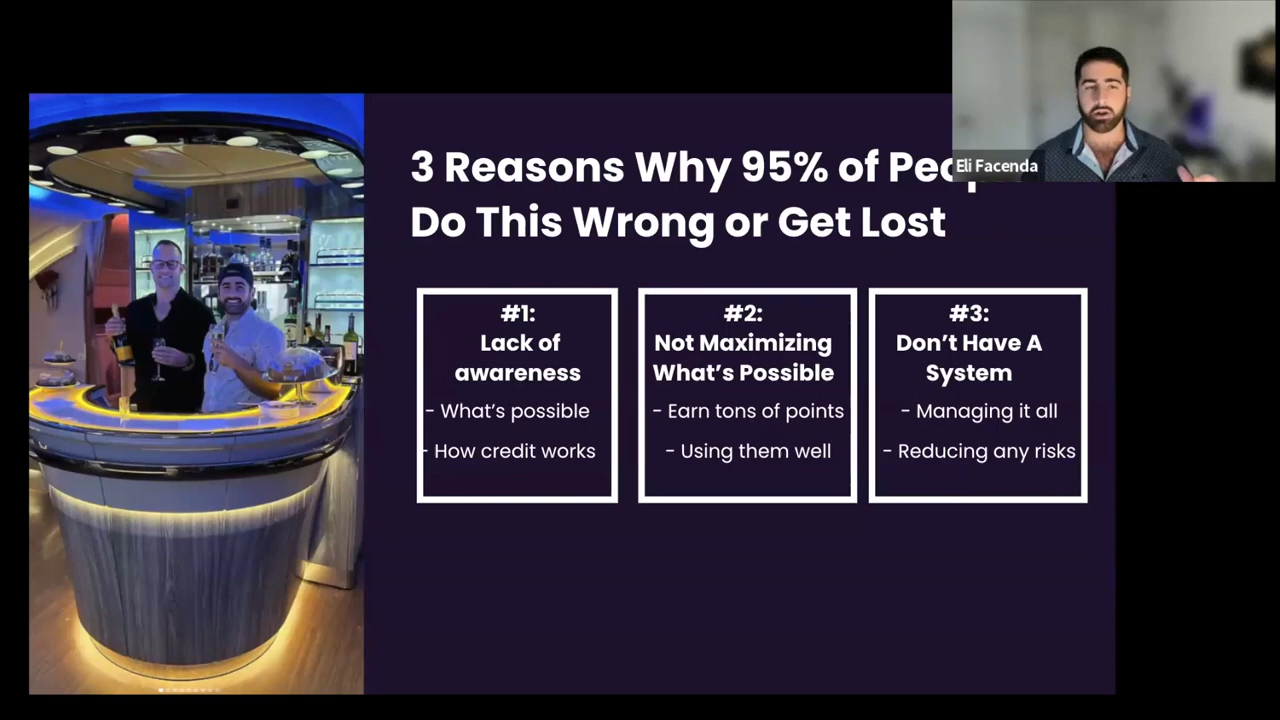 3 Reasons Why 95% of
Do This Wrong or Get Lost
Eli Facenda
#1:
Lack of
awareness
- What's possible
- How credit works
#2:
Not Maximizing
What's Possible
- Earn tons of points
- Using them well
#3:
Don't Have A
System
- Managing it all
- Reducing any risks